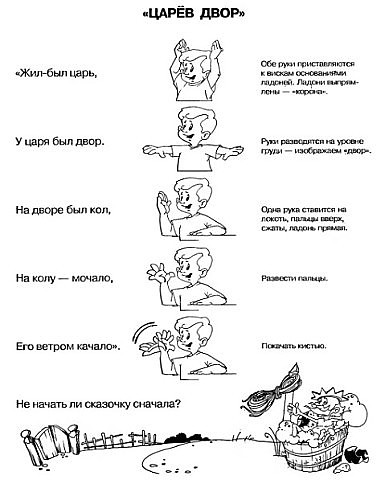 «ЦАРЁВ ДВОР»
«Жил-был царь,
Обе руки приставляются
к вискам основаниями
ладоней. Ладони выпрям-
лены — «корона».
У царя был двор.
Руки разводятся на уровне
груди — изображаем «двор».
На дворе был кол,
Одна рука ставится на
локоть, пальцы вверх,
сжаты, ладонь прямая.
На колу — мочало,
Развести пальцы.
Его ветром качало».
Покачать кистью.
Не начать ли сказочку сначала?